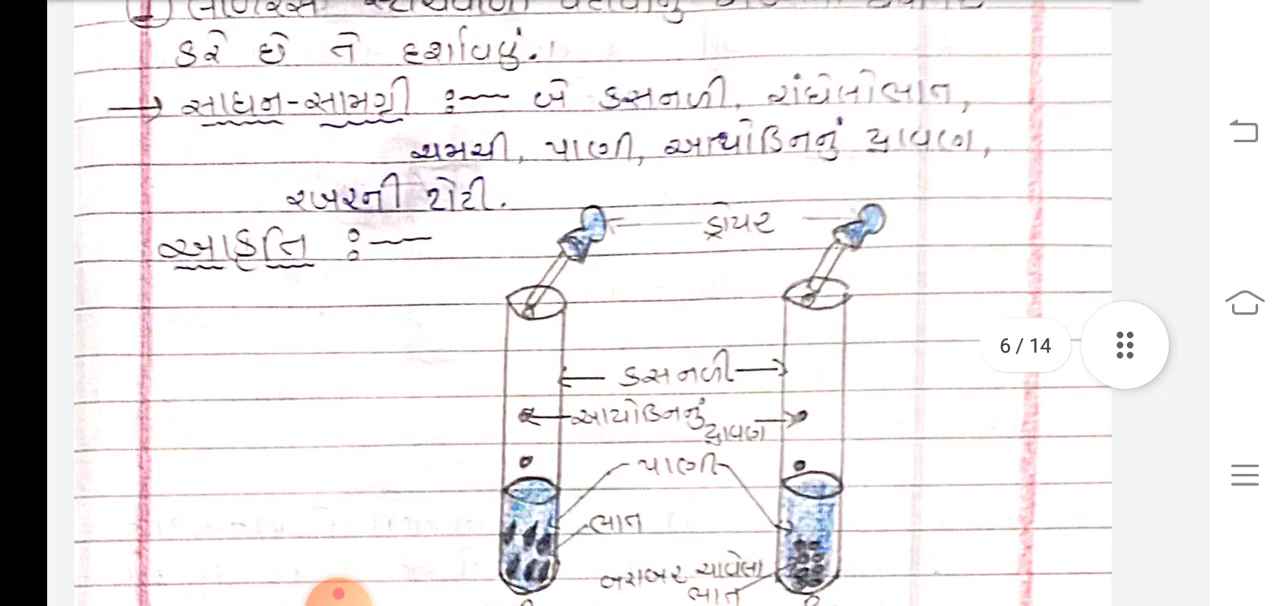 કરે છે તે દર્શાવવું.
→ સાધન-સામગ્રી :— બે કસનળી, રાંધેલો ભાત,
ચમચી, પાણી, આયોડિનનું દ્રાવણ,
રબરની ટોટી.
આકૃતિ :—
ડ્રોપર
કસનળી
આયોડિનનું
દ્રાવણ
પાણી
ભાત
બરાબર ચાવેલા
ભાત
6 / 14